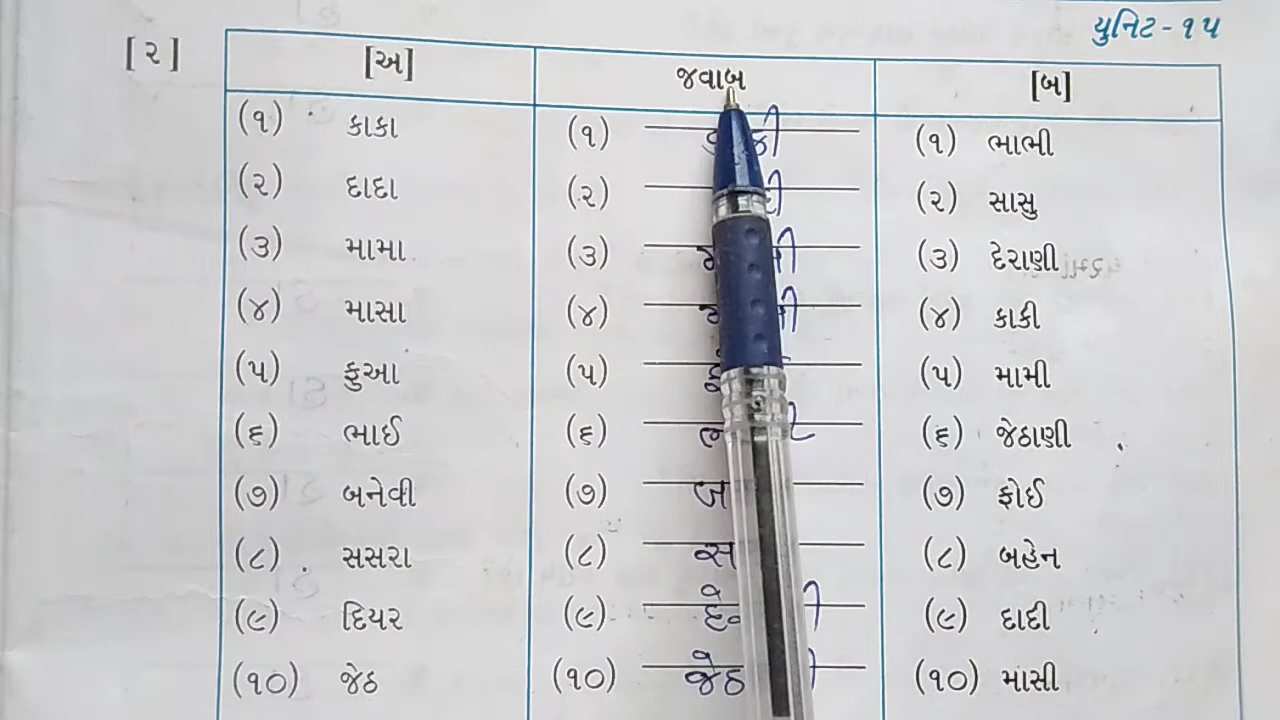 યુનિટ - ૧૫
[૨] [અ] જવાબ [બ]
(૧) કાકા (૧) (૧) ભાભી
(૨) દાદા (૨) (૨) સાસુ
(૩) મામા (૩) (૩) દેરાણી
(૪) માસા (૪) (૪) કાકી
(૫) ફુઆ (૫) (૫) મામી
(૬) ભાઈ (૬) (૬) જેઠાણી
(૭) બનેવી (૭) (૭) ફોઈ
(૮) સસરા (૮) (૮) બહેન
(૯) દિયર (૯) (૯) દાદી
(૧૦) જેઠ (૧૦) (૧૦) માસી